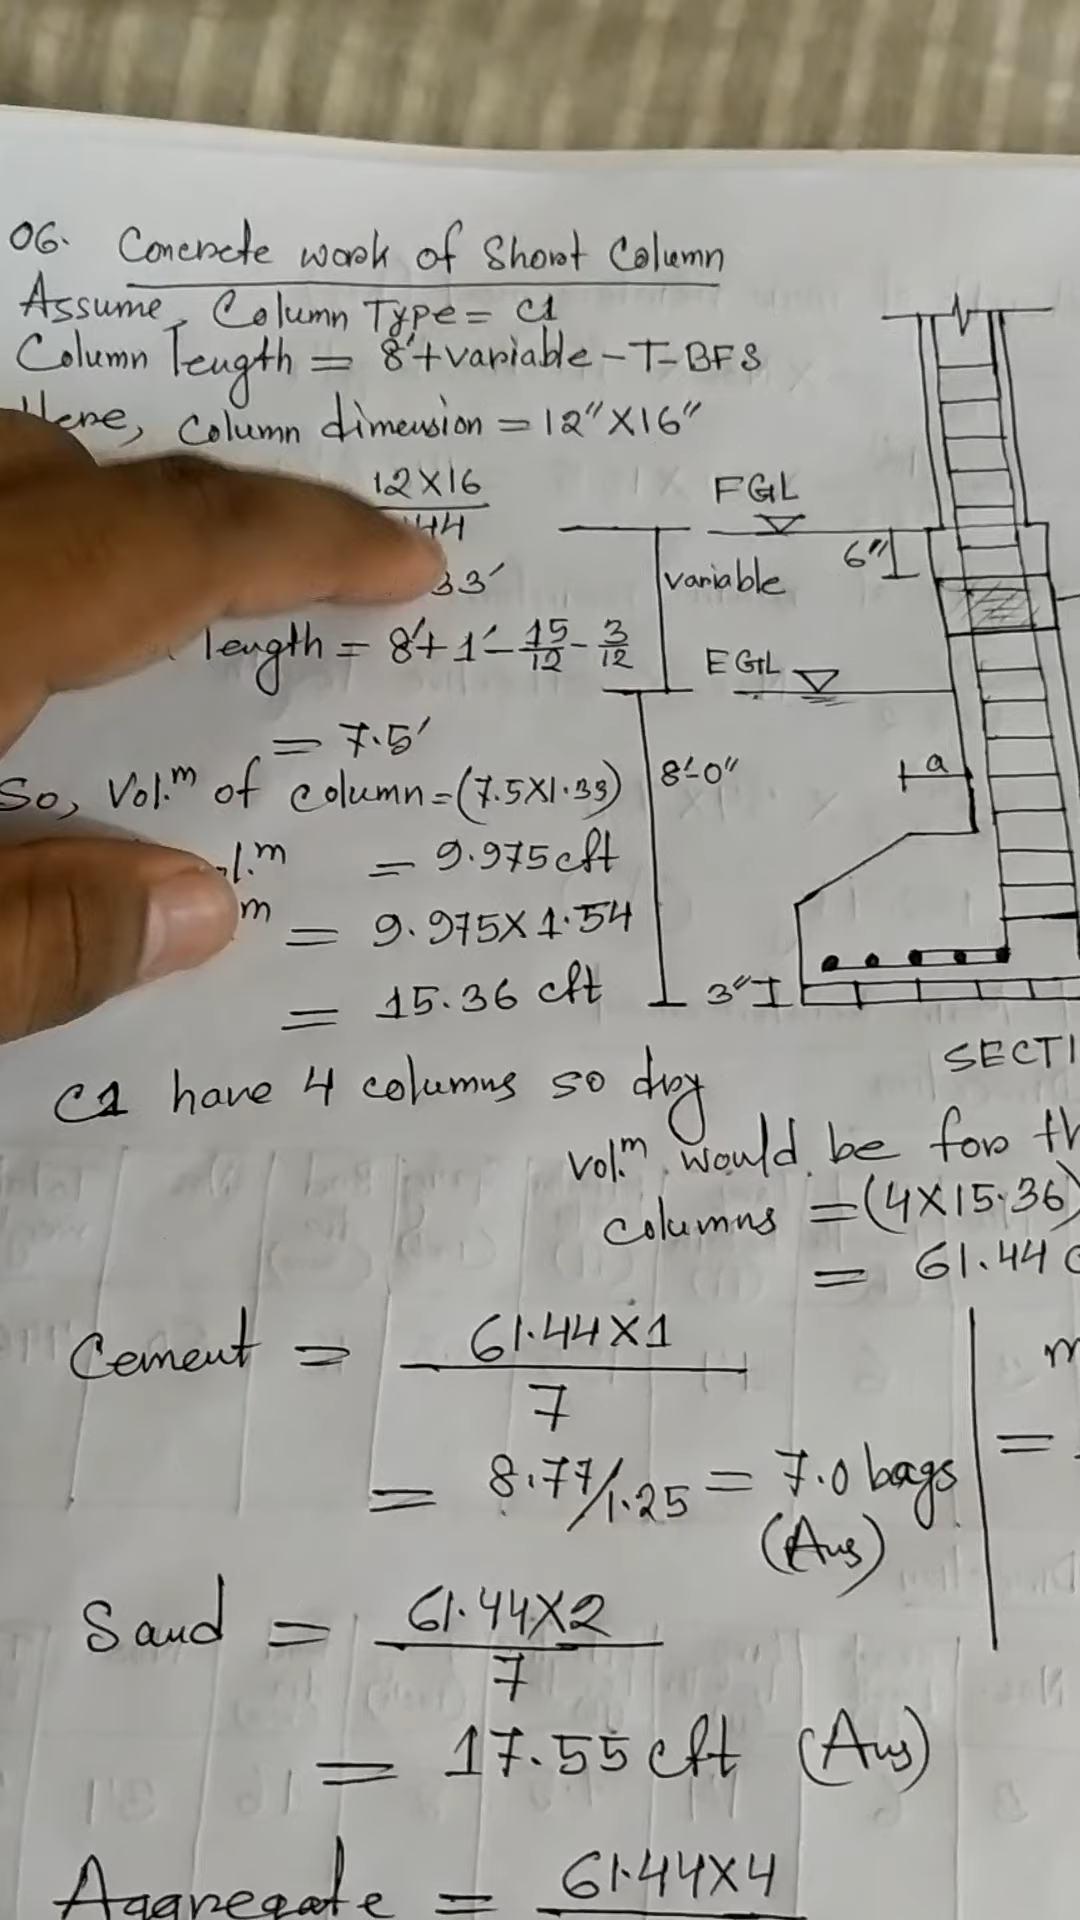 06. Concrete work of Short Column
Assume, Column Type = C1
Column length = 8'+variable-T-BFS
Here, Column dimension = 12"X16"
12X16
44
33'
length = 8'+1'-15/12-3/12
= 7.5'
So, Vol.m of column=(7.5X1.33)
l.m = 9.975cft
m = 9.975X1.54
= 15.36 cft
FGL
6"
variable
EGL
8'-0"
a
3"
SECTI
C1 have 4 columns so dry
vol.m would be for th
columns = (4X15.36)
= 61.44 c
Cement = 61.44X1
7
= 8.77/1.25 = 7.0 bags
(Ans)
m
=
Sand = 61.44X2
7
= 17.55 cft (Ans)
Aggregate = 61.44X4